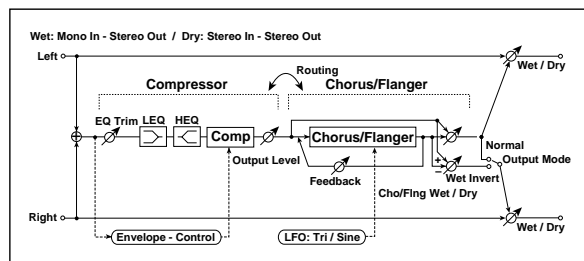 Wet: Mono In - Stereo Out / Dry: Stereo In - Stereo Out
Left
Wet / Dry
Routing
Compressor
Chorus/Flanger
EQ Trim
LEQ
HEQ
Comp
Output Level
Chorus/Flanger
Feedback
Cho/Flng Wet / Dry
+
−
Wet Invert
Normal
Output Mode
Right
Wet / Dry
Envelope - Control
LFO: Tri / Sine